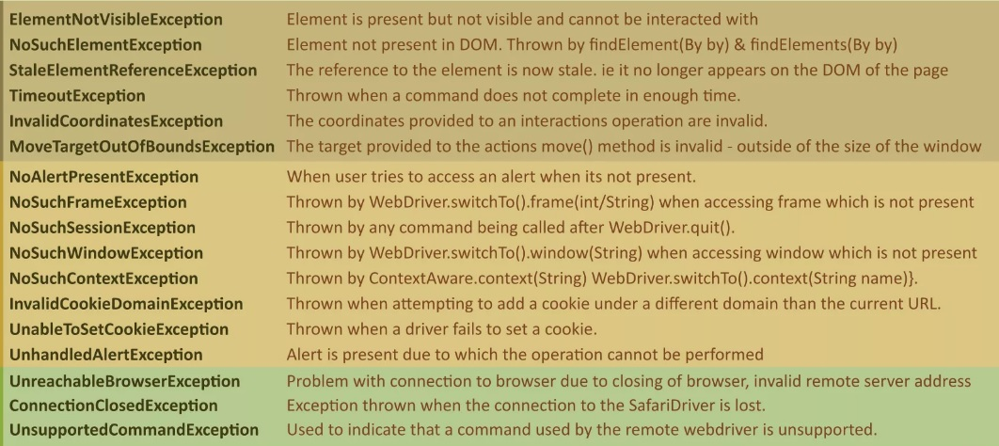 ElementNotVisibleException Element is present but not visible and cannot be interacted with
NoSuchElementException Element not present in DOM. Thrown by findElement(By by) & findElements(By by)
StaleElementReferenceException The reference to the element is now stale. ie it no longer appears on the DOM of the page
TimeoutException Thrown when a command does not complete in enough time.
InvalidCoordinatesException The coordinates provided to an interactions operation are invalid.
MoveTargetOutOfBoundsException The target provided to the actions move() method is invalid - outside of the size of the window
NoAlertPresentException When user tries to access an alert when its not present.
NoSuchFrameException Thrown by WebDriver.switchTo().frame(int/String) when accessing frame which is not present
NoSuchSessionException Thrown by any command being called after WebDriver.quit().
NoSuchWindowException Thrown by WebDriver.switchTo().window(String) when accessing window which is not present
NoSuchContextException Thrown by ContextAware.context(String) WebDriver.switchTo().context(String name)}.
InvalidCookieDomainException Thrown when attempting to add a cookie under a different domain than the current URL.
UnableToSetCookieException Thrown when a driver fails to set a cookie.
UnhandledAlertException Alert is present due to which the operation cannot be performed
UnreachableBrowserException Problem with connection to browser due to closing of browser, invalid remote server address
ConnectionClosedException Exception thrown when the connection to the SafariDriver is lost.
UnsupportedCommandException Used to indicate that a command used by the remote webdriver is unsupported.